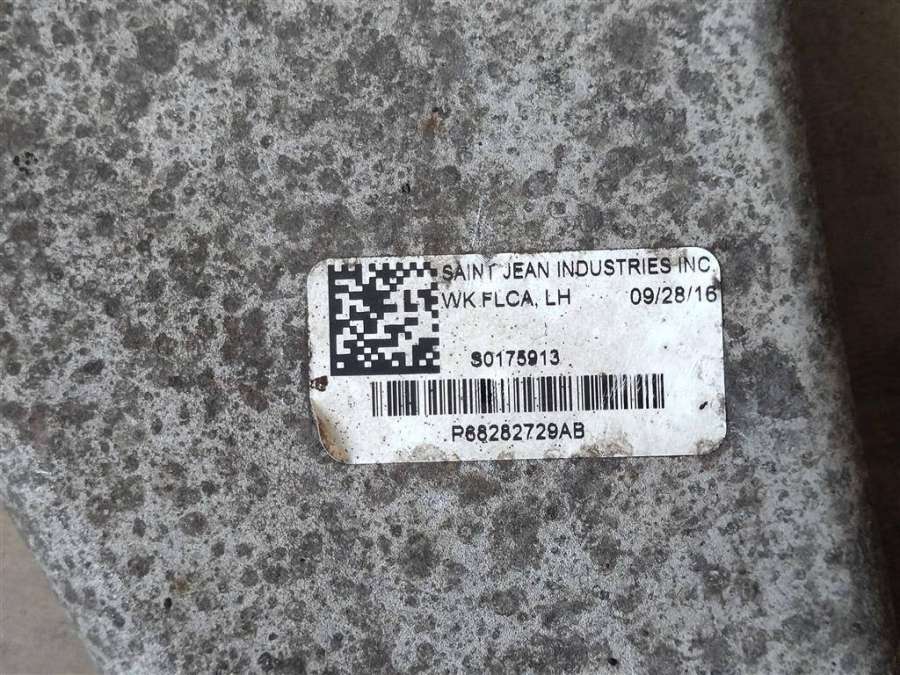 SAINT JEAN INDUSTRIES INC.
WK FLCA, LH 09/28/16
S0175913
P68282729AB